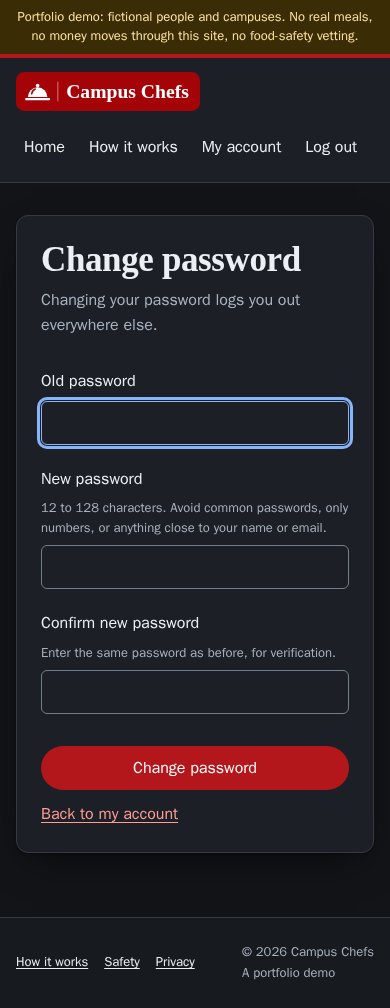 Portfolio demo: fictional people and campuses. No real meals,
no money moves through this site, no food-safety vetting.
Campus Chefs
Home How it works My account Log out
Change password
Changing your password logs you out
everywhere else.
Old password
New password
12 to 128 characters. Avoid common passwords, only
numbers, or anything close to your name or email.
Confirm new password
Enter the same password as before, for verification.
Change password
Back to my account
How it works Safety Privacy
© 2026 Campus Chefs
A portfolio demo